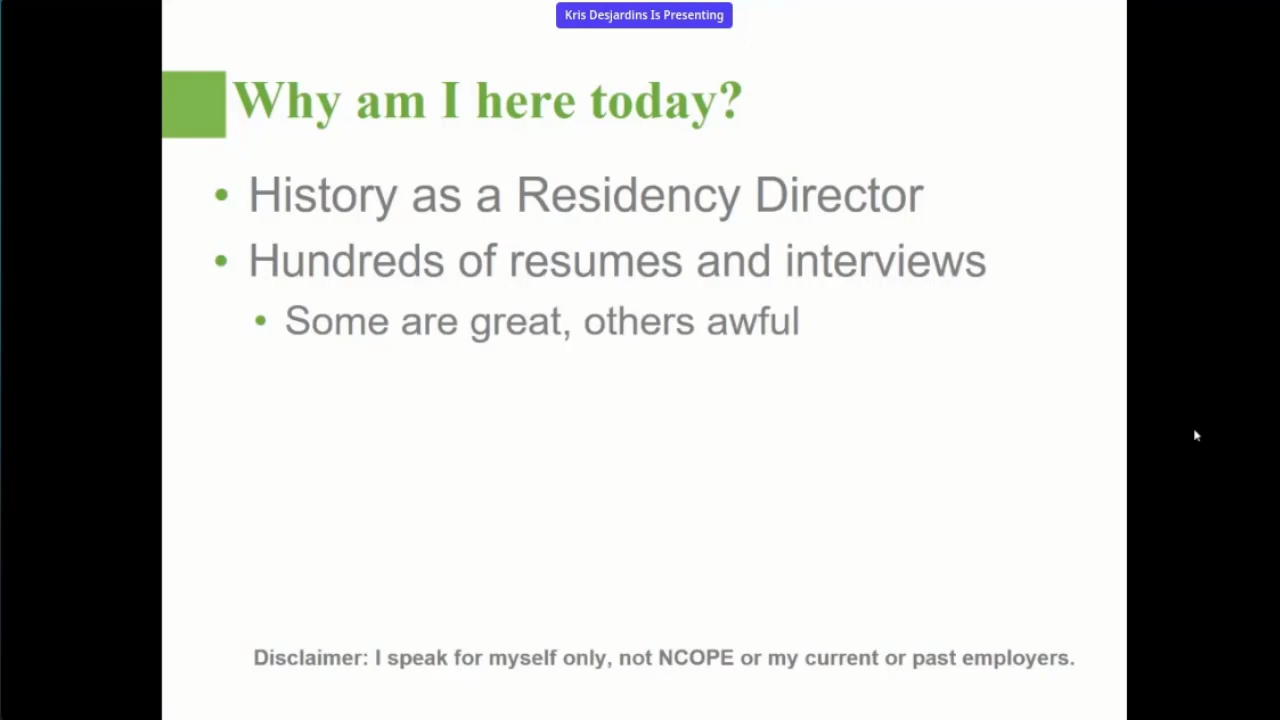 Kris Desjardins Is Presenting
Why am I here today?
• History as a Residency Director
• Hundreds of resumes and interviews
• Some are great, others awful
Disclaimer: I speak for myself only, not NCOPE or my current or past employers.